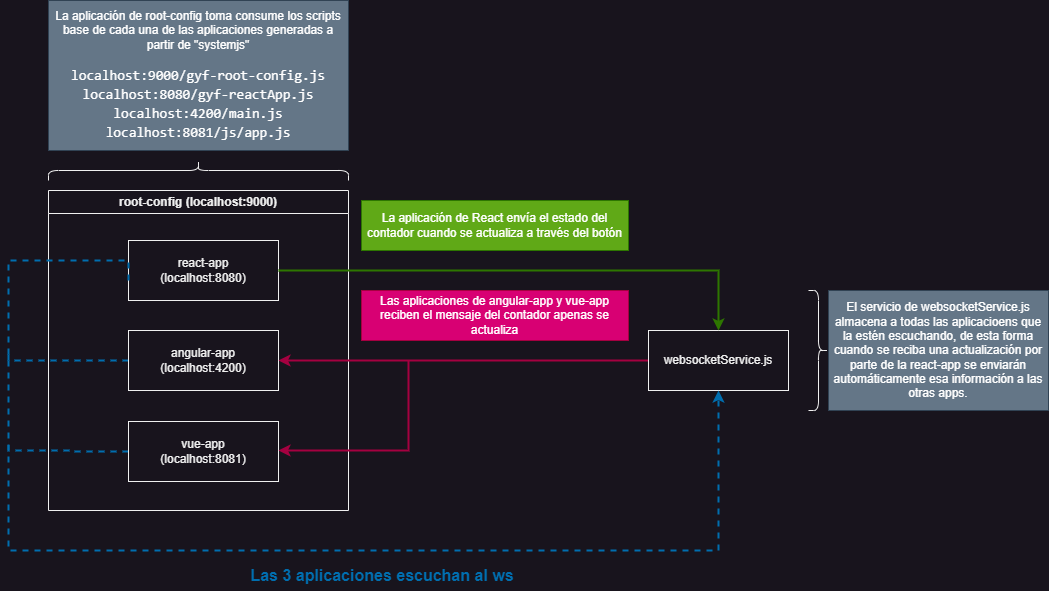 La aplicación de root-config toma consume los scripts
base de cada una de las aplicaciones generadas a
partir de "systemjs"
localhost:9000/gyf-root-config.js
localhost:8080/gyf-reactApp.js
localhost:4200/main.js
localhost:8081/js/app.js
root-config (localhost:9000)
La aplicación de React envía el estado del
contador cuando se actualiza a través del botón
react-app
(localhost:8080)
Las aplicaciones de angular-app y vue-app
reciben el mensaje del contador apenas se
actualiza
angular-app
(localhost:4200)
websocketService.js
El servicio de websocketService.js
almacena a todas las aplicacioens que
la estén escuchando, de esta forma
cuando se reciba una actualización por
parte de la react-app se enviarán
automáticamente esa información a las
otras apps.
vue-app
(localhost:8081)
Las 3 aplicaciones escuchan al ws